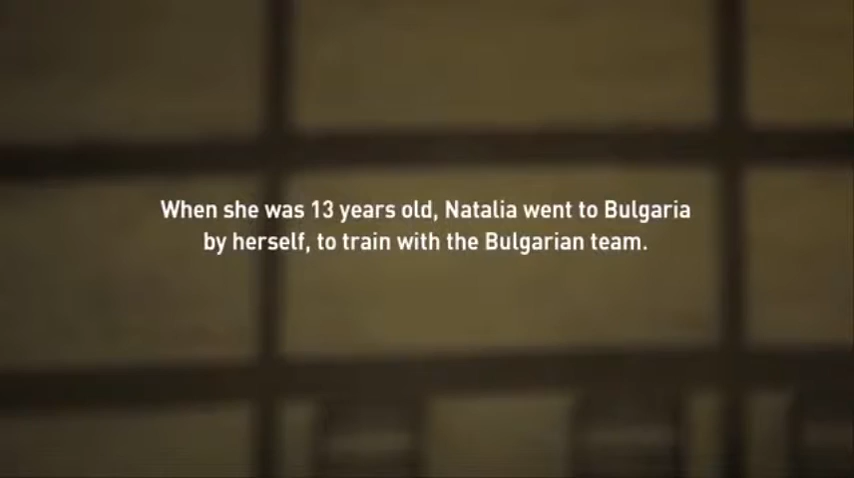 When she was 13 years old, Natalia went to Bulgaria
by herself, to train with the Bulgarian team.